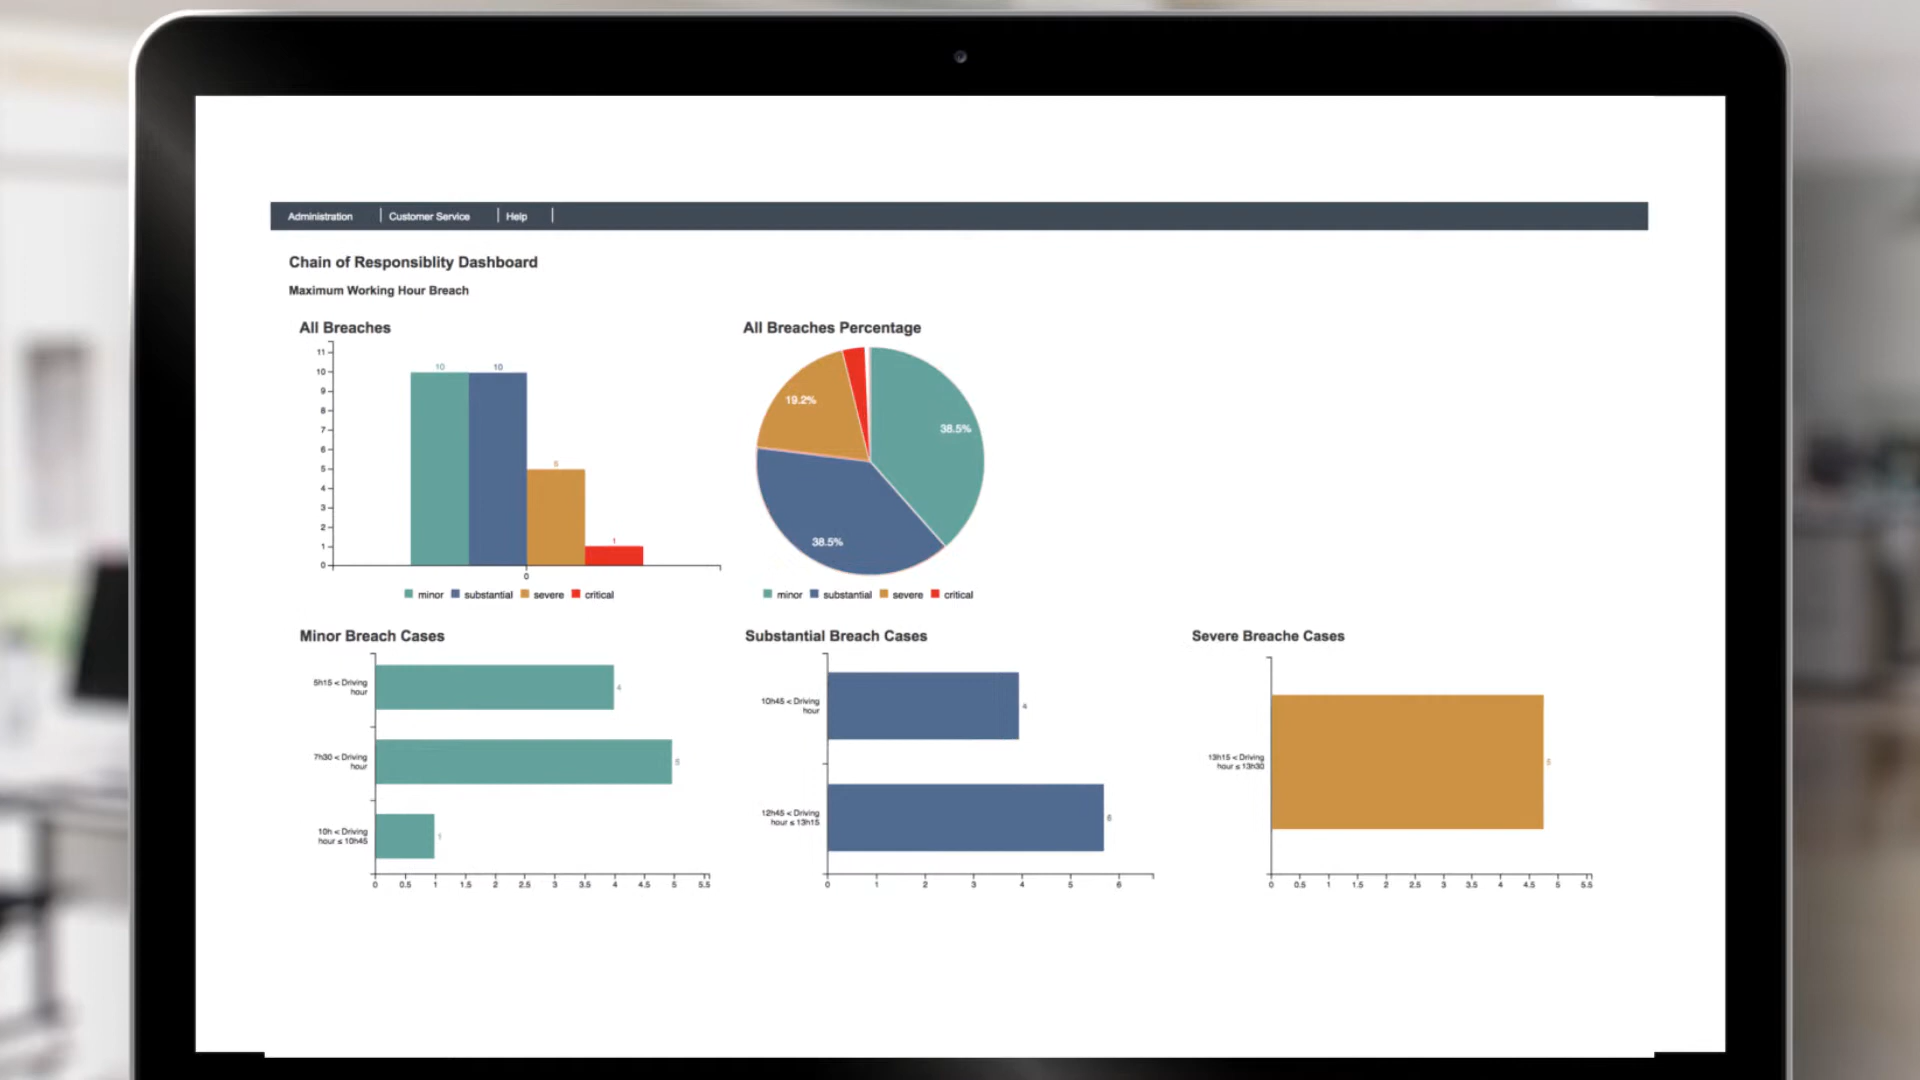 Administration
Customer Service
Help
Chain of Responsiblity Dashboard
Maximum Working Hour Breach
All Breaches
11
10
9
8
7
6
5
4
3
2
1
0
10
10
5
1
0
minor
substantial
severe
critical
All Breaches Percentage
19.2%
38.5%
38.5%
minor
substantial
severe
critical
Minor Breach Cases
5h15 < Driving
hour
4
7h30 < Driving
hour
5
10h < Driving
hour ≤ 10h45
1
0 0.5 1 1.5 2 2.5 3 3.5 4 4.5 5 5.5
Substantial Breach Cases
10h45 < Driving
hour
4
12h45 < Driving
hour ≤ 13h15
6
0 1 2 3 4 5 6
Severe Breache Cases
13h15 < Driving
hour ≤ 13h30
5
0 0.5 1 1.5 2 2.5 3 3.5 4 4.5 5 5.5